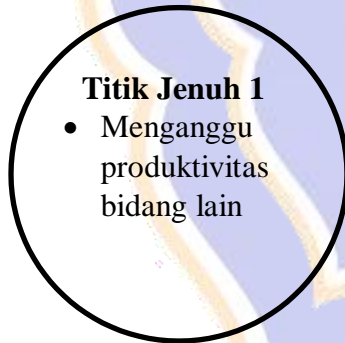 Titik Jenuh 1
• Menganggu
produktivitas
bidang lain